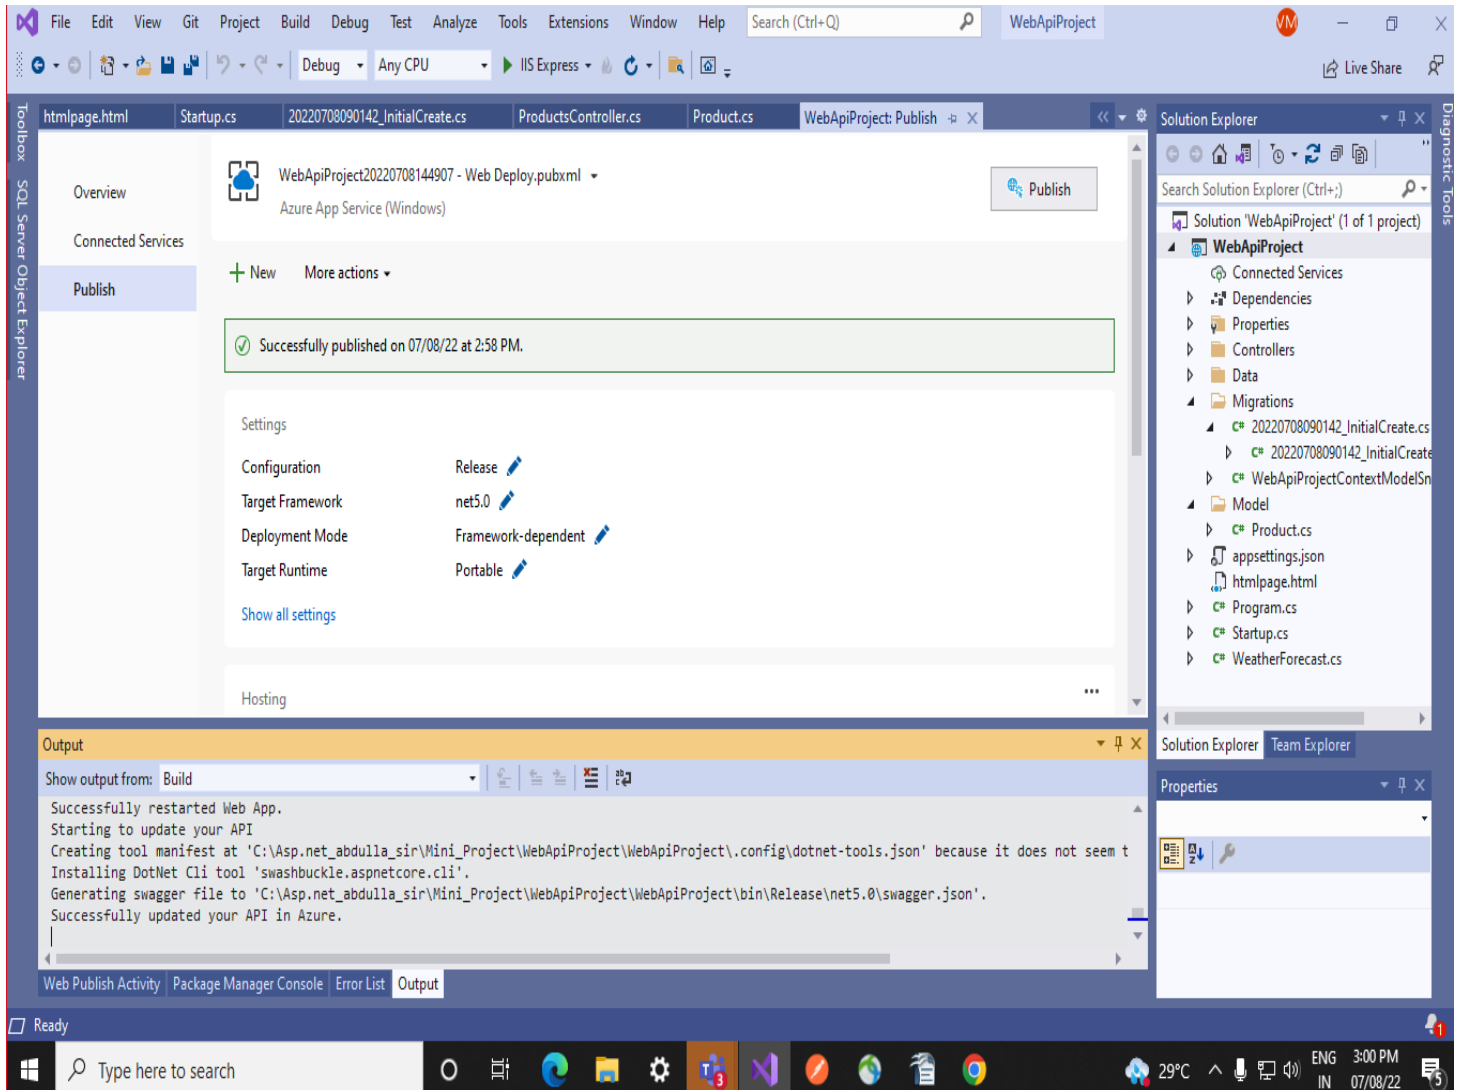 File Edit View Git Project Build Debug Test Analyze Tools Extensions Window Help Search (Ctrl+Q) WebApiProject VM
Debug Any CPU IIS Express Live Share
Toolbox
SQL Server Object Explorer
htmlpage.html Startup.cs 20220708090142_InitialCreate.cs ProductsController.cs Product.cs WebApiProject: Publish
Overview
Connected Services
Publish
WebApiProject20220708144907 - Web Deploy.pubxml
Azure App Service (Windows)
Publish
New More actions
Successfully published on 07/08/22 at 2:58 PM.
Settings
Configuration Release
Target Framework net5.0
Deployment Mode Framework-dependent
Target Runtime Portable
Show all settings
Hosting
Output
Show output from: Build
Successfully restarted Web App.
Starting to update your API
Creating tool manifest at 'C:\Asp.net_abdulla_sir\Mini_Project\WebApiProject\WebApiProject\.config\dotnet-tools.json' because it does not seem t
Installing DotNet Cli tool 'swashbuckle.aspnetcore.cli'.
Generating swagger file to 'C:\Asp.net_abdulla_sir\Mini_Project\WebApiProject\WebApiProject\bin\Release\net5.0\swagger.json'.
Successfully updated your API in Azure.
Web Publish Activity Package Manager Console Error List Output
Solution Explorer
Search Solution Explorer (Ctrl+;)
Solution 'WebApiProject' (1 of 1 project)
WebApiProject
Connected Services
Dependencies
Properties
Controllers
Data
Migrations
C# 20220708090142_InitialCreate.cs
C# 20220708090142_InitialCreate
C# WebApiProjectContextModelSn
Model
C# Product.cs
appsettings.json
htmlpage.html
C# Program.cs
C# Startup.cs
C# WeatherForecast.cs
Solution Explorer Team Explorer
Properties
Diagnostic Tools
Ready 1
Type here to search 3 29°C ENG 3:00 PM
IN 07/08/22 5